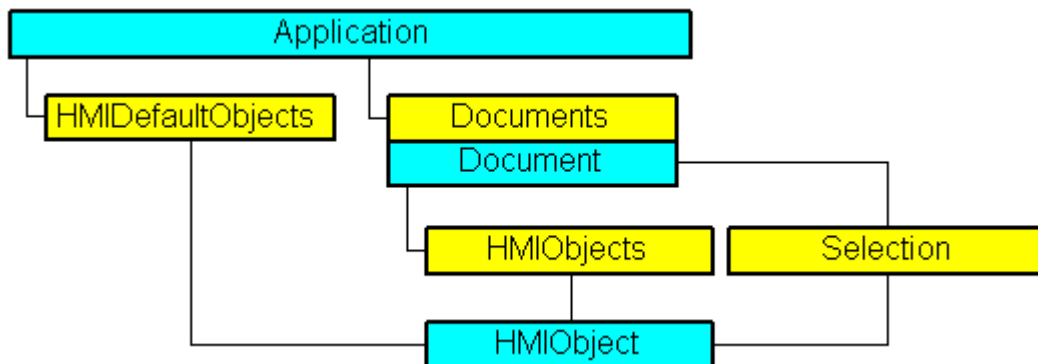 Application
HMIDefaultObjects
Documents
Document
HMIObjects
Selection
HMIObject